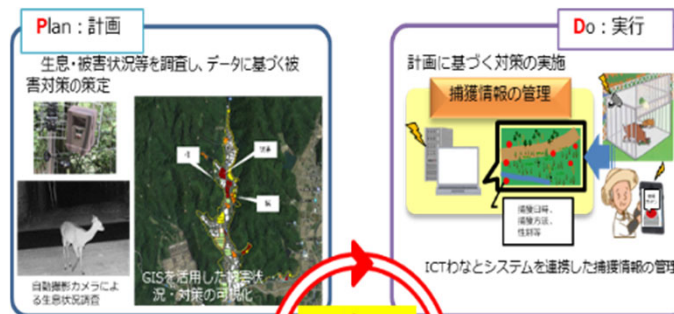 Plan：計画
生息・被害状況等を調査し、データに基づく被
害対策の策定
自動撮影カメラによ
る生息状況調査
GISを活用した被害状
況・対策の可視化
Do：実行
計画に基づく対策の実施
捕獲情報の管理
捕獲日時、
捕獲方法、
性別等
ICTわなとシステムを連携した捕獲情報の管理